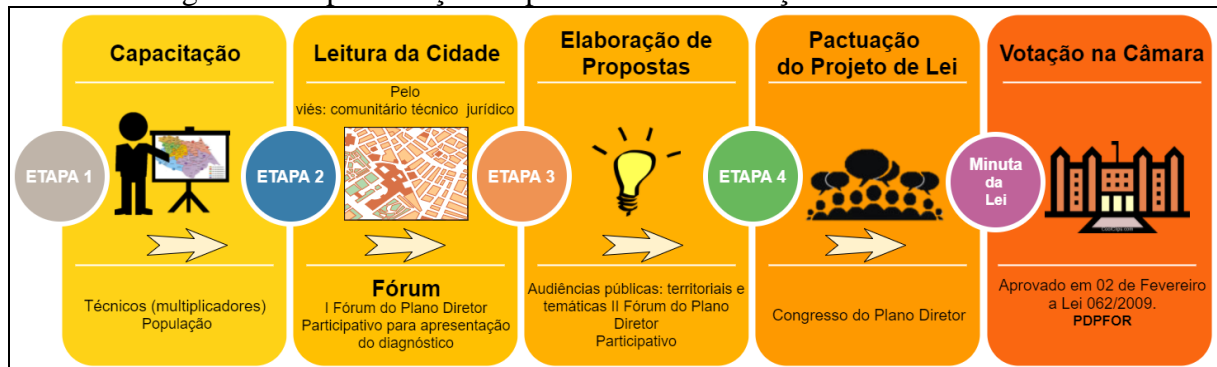 Capacitação
ETAPA 1
Técnicos (multiplicadores)
População
Leitura da Cidade
Pelo
viés: comunitário técnico jurídico
ETAPA 2
Fórum
I Fórum do Plano Diretor
Participativo para apresentação
do diagnóstico
Elaboração de
Propostas
ETAPA 3
Audiências públicas: territoriais e
temáticas II Fórum do Plano
Diretor
Participativo
Pactuação
do Projeto de Lei
ETAPA 4
Congresso do Plano Diretor
Votação na Câmara
Minuta
da
Lei
Aprovado em 02 de Fevereiro
a Lei 062/2009.
PDPFOR